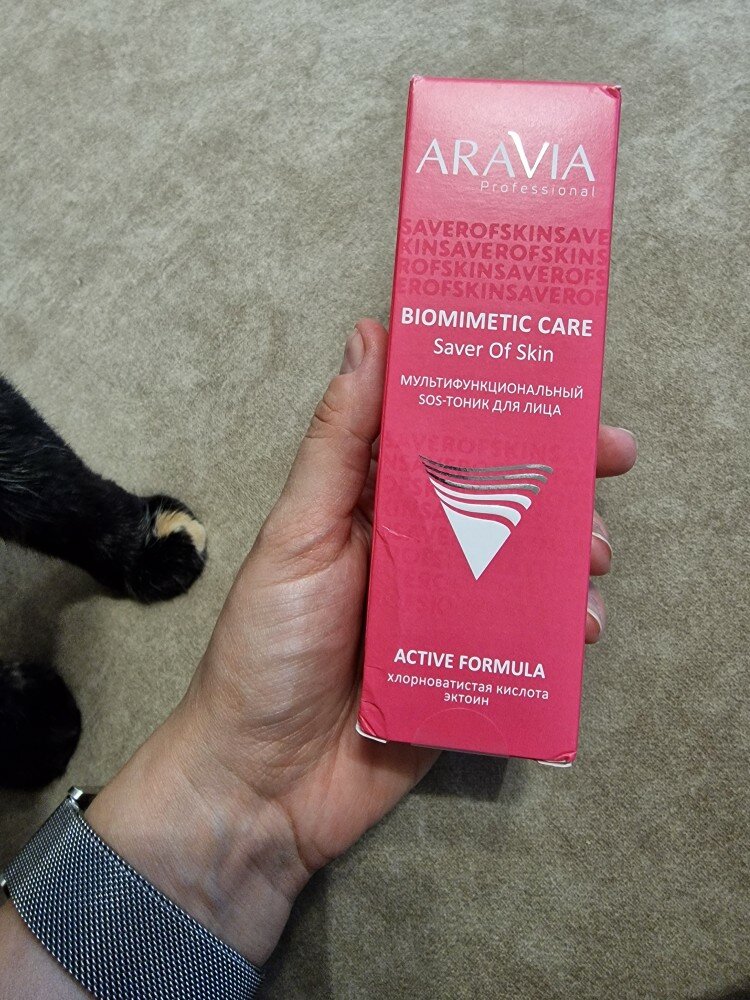 ARAVIA
Professional
SAVEROFSKINSAVE
KINSAVEROFSKINS
ROFSKINSAVEROFS
EROFSKINSAVEROF
BIOMIMETIC CARE
Saver Of Skin
МУЛЬТИФУНКЦИОНАЛЬНЫЙ
SOS-ТОНИК ДЛЯ ЛИЦА
ACTIVE FORMULA
хлорноватистая кислота
эктоин